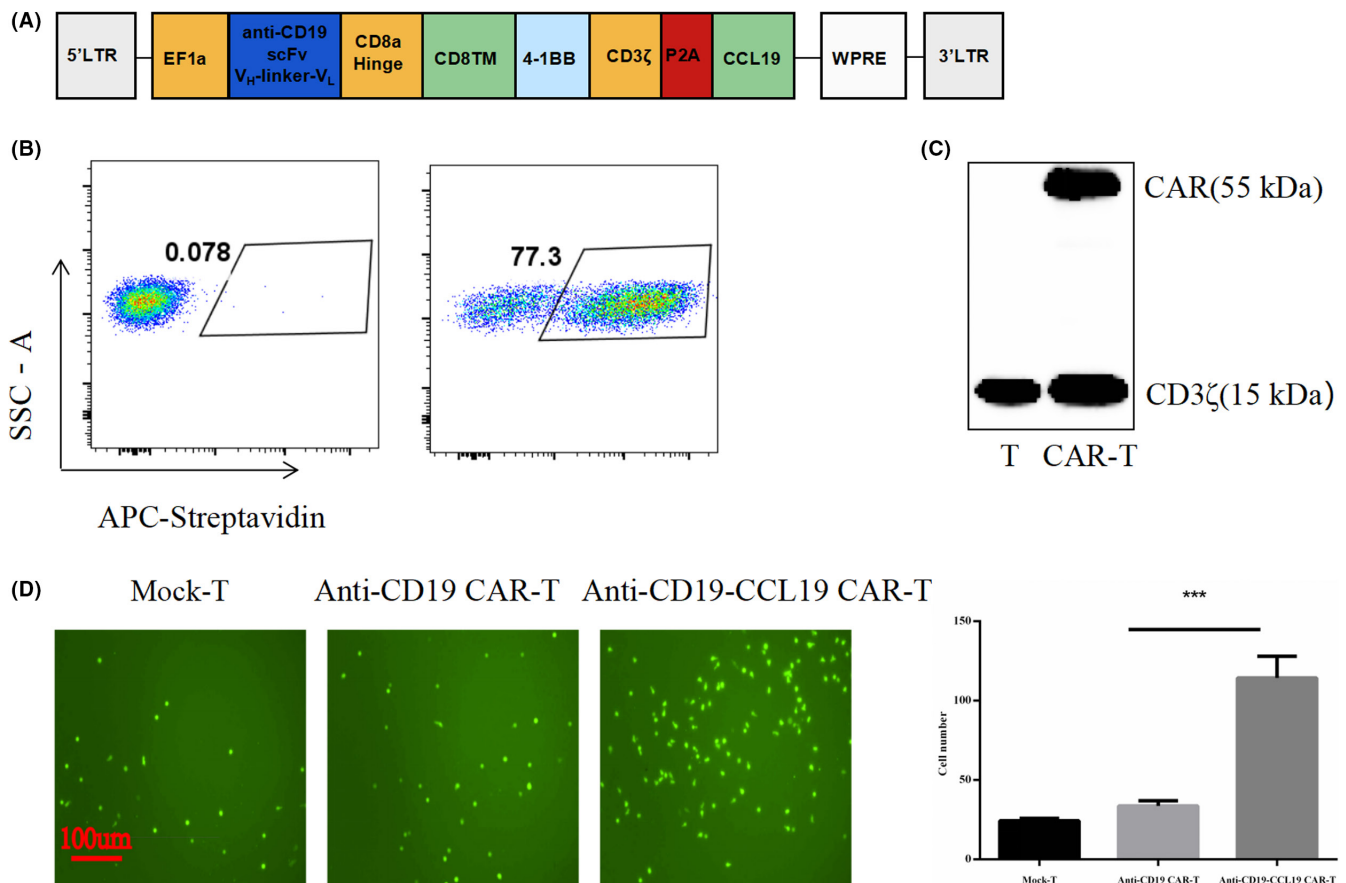 (A)
5'LTR
EF1a
anti-CD19
scFv
VH-linker-VL
CD8a
Hinge
CD8TM
4-1BB
CD3ζ
P2A
CCL19
WPRE
3'LTR
(B)
0.078
77.3
SSC - A
APC-Streptavidin
(C)
CAR(55 kDa)
CD3ζ(15 kDa)
T CAR-T
(D)
Mock-T
Anti-CD19 CAR-T
Anti-CD19-CCL19 CAR-T
100um
***
150
100
50
0
Cell number
Mock-T
Anti-CD19 CAR-T
Anti-CD19-CCL19 CAR-T